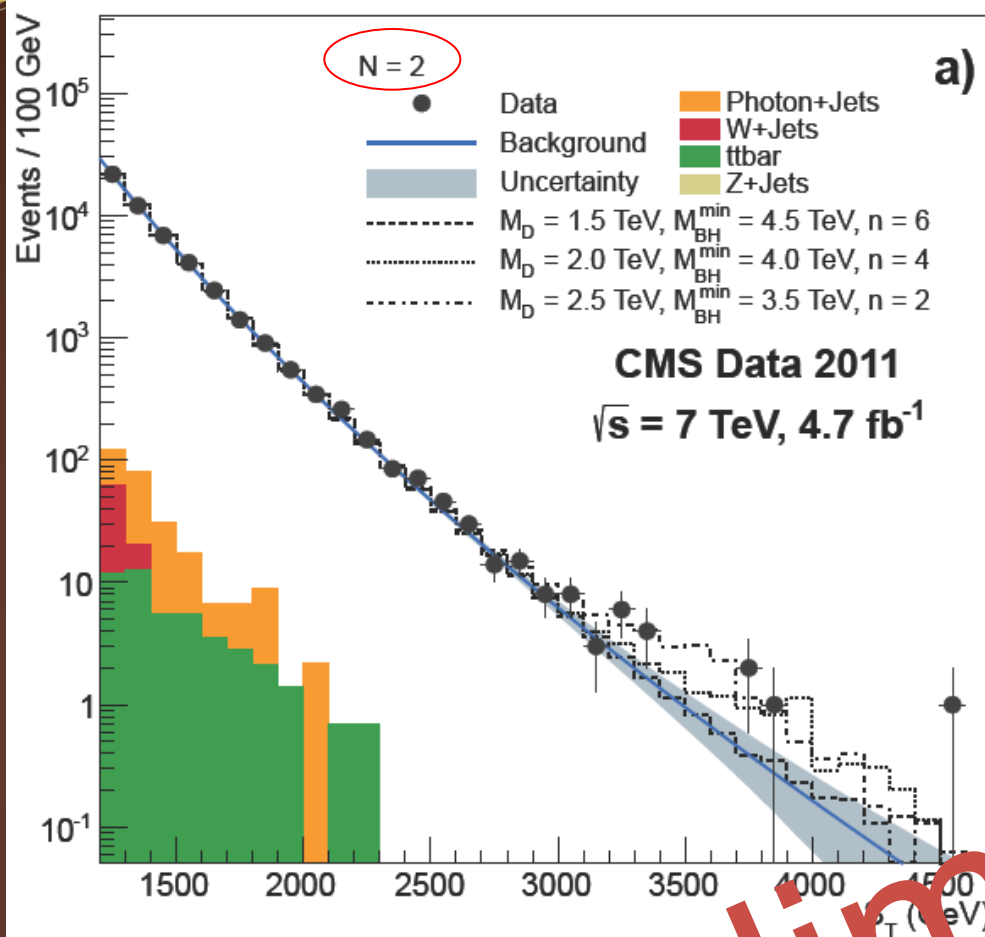 Events / 100 GeV
10⁵
10⁴
10³
10²
10
1
10⁻¹
N = 2
a)
Data
Background
Uncertainty
Photon+Jets
W+Jets
ttbar
Z+Jets
M_D = 1.5 TeV, M_BH^min = 4.5 TeV, n = 6
M_D = 2.0 TeV, M_BH^min = 4.0 TeV, n = 4
M_D = 2.5 TeV, M_BH^min = 3.5 TeV, n = 2
CMS Data 2011
√s = 7 TeV, 4.7 fb⁻¹
1500 2000 2500 3000 3500 4000 4500
S_T (GeV)